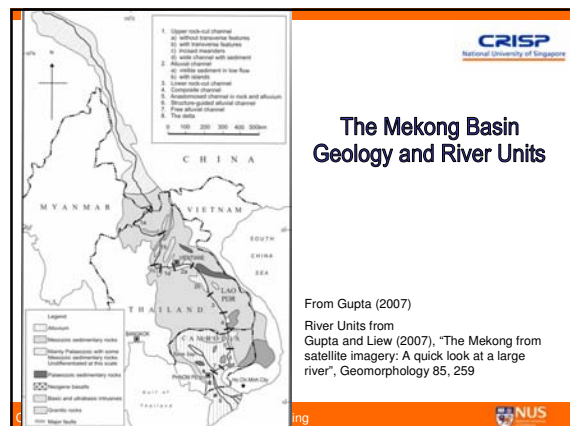 1. Upper rock-cut channel
a) without transverse features
b) with transverse features
c) incised meanders
d) wide channel with sediment
2. Alluvial channel
a) visible sediment in low flow
b) with islands
3. Lower rock-cut channel
4. Composite channel
5. Anastomosed channel in rock and alluvium
6. Structure-guided alluvial channel
7. Free alluvial channel
8. The delta
0 100 200 300 400 500km
N
CHINA
MYANMAR
VIETNAM
SOUTH
CHINA
SEA
VIENTIANE
LAO
PDR
THAILAND
BANGKOK
CAMBODIA
PHNOM PENH
Ho Chi Minh City
Gulf of
Thailand
Legend
Alluvium
Mesozoic sedimentary rocks
Mainly Palaeozoic with some
Mesozoic sedimentary rocks.
Undifferentiated at this scale
Palaeozoic sedimentary rocks
Neogene basalts
Basic and ultrabasic intrusives
Granitic rocks
Major faults
CRISP
National University of Singapore
The Mekong Basin
Geology and River Units
From Gupta (2007)
River Units from
Gupta and Liew (2007), “The Mekong from
satellite imagery: A quick look at a large
river”, Geomorphology 85, 259
ing
NUS